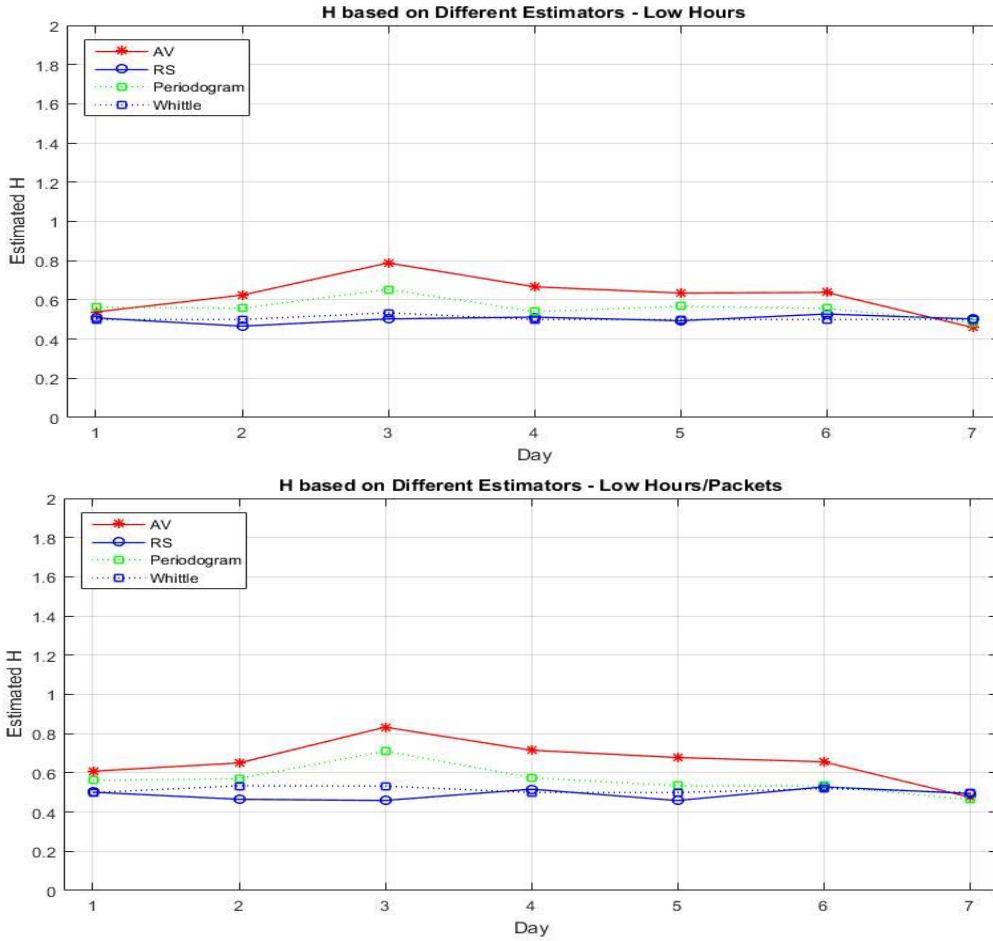 H based on Different Estimators - Low Hours
2
1.8
1.6
1.4
1.2
1
0.8
0.6
0.4
0.2
0
Estimated H
AV
RS
Periodogram
Whittle
1 2 3 4 5 6 7
Day
H based on Different Estimators - Low Hours/Packets
2
1.8
1.6
1.4
1.2
1
0.8
0.6
0.4
0.2
0
Estimated H
AV
RS
Periodogram
Whittle
1 2 3 4 5 6 7
Day